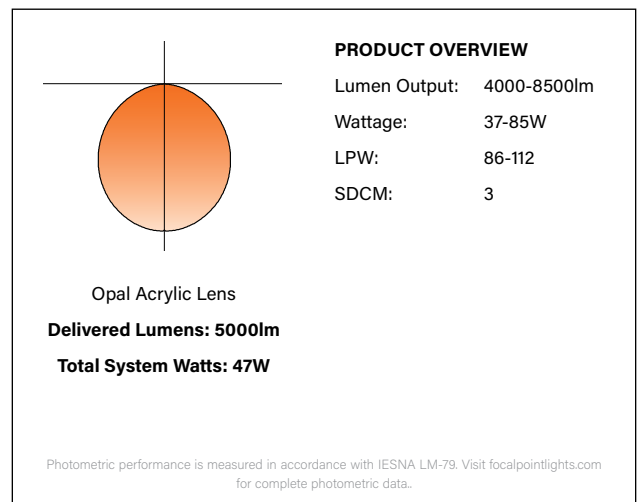 PRODUCT OVERVIEW
Lumen Output: 4000-8500lm
Wattage: 37-85W
LPW: 86-112
SDCM: 3
Opal Acrylic Lens
Delivered Lumens: 5000lm
Total System Watts: 47W
Photometric performance is measured in accordance with IESNA LM-79. Visit focalpointlights.com
for complete photometric data..